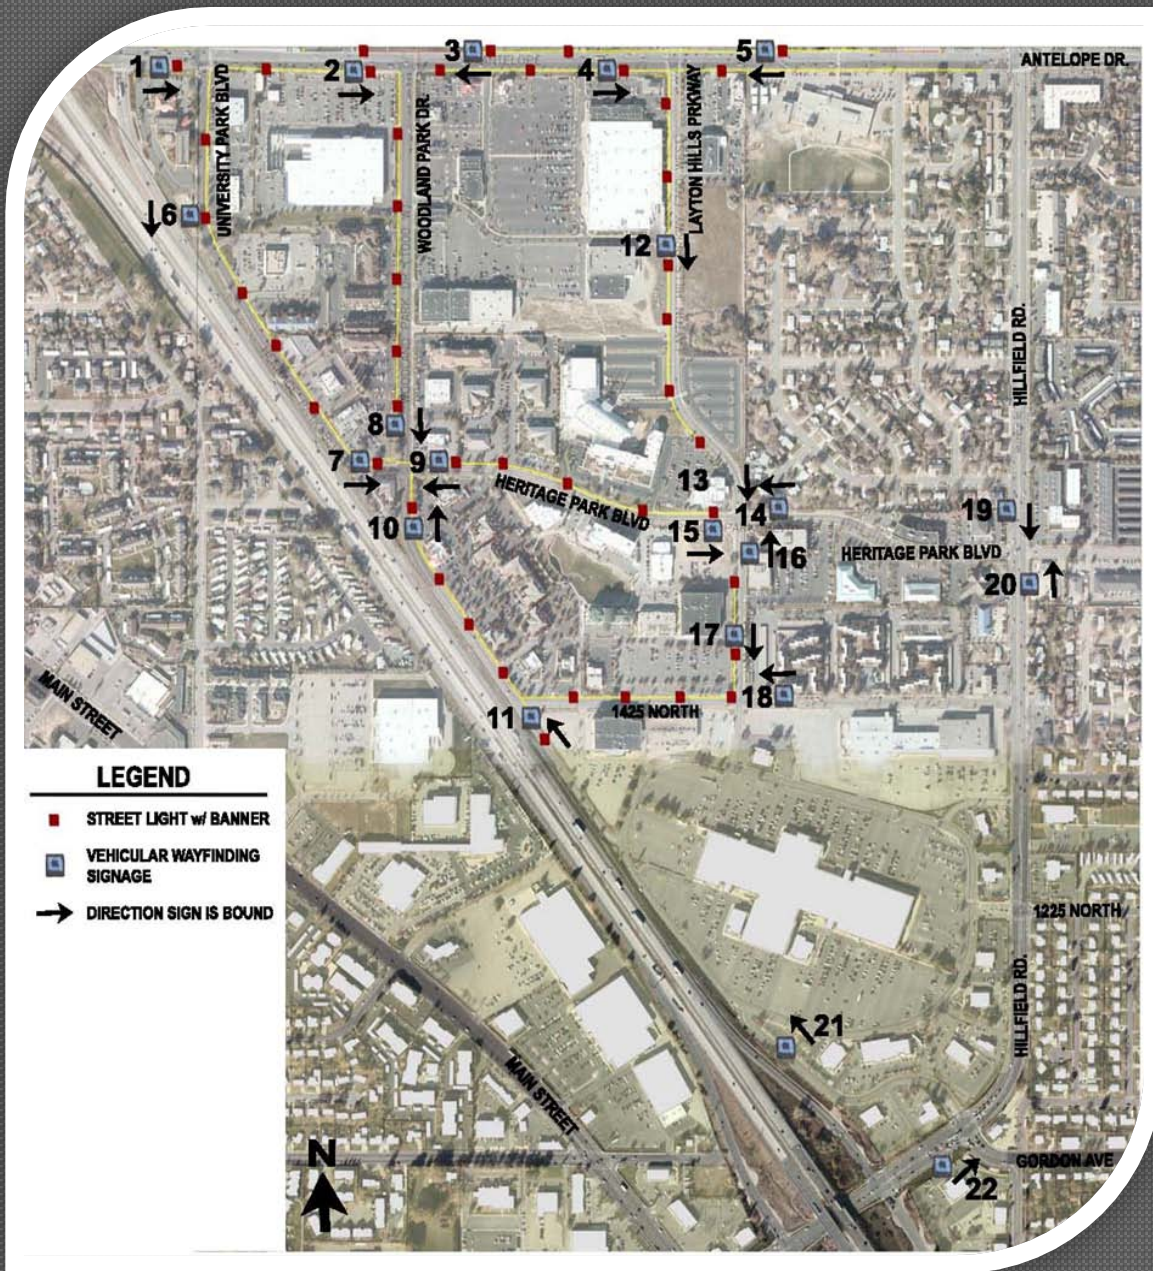 3
5
ANTELOPE
ANTELOPE DR.
1
2
4
UNIVERSITY PARK BLVD
WOODLAND PARK DR.
LAYTON HILLS PRKWAY
6
12
HILLFIELD RD.
8
7
9
13
HERITAGE PARK BLVD
10
15
14
19
16
HERITAGE PARK BLVD
20
17
18
MAIN STREET
11
1425 NORTH
LEGEND
STREET LIGHT w/ BANNER
VEHICULAR WAYFINDING
SIGNAGE
DIRECTION SIGN IS BOUND
1225 NORTH
HILLFIELD RD.
21
MAIN STREET
N
GORDON AVE
22